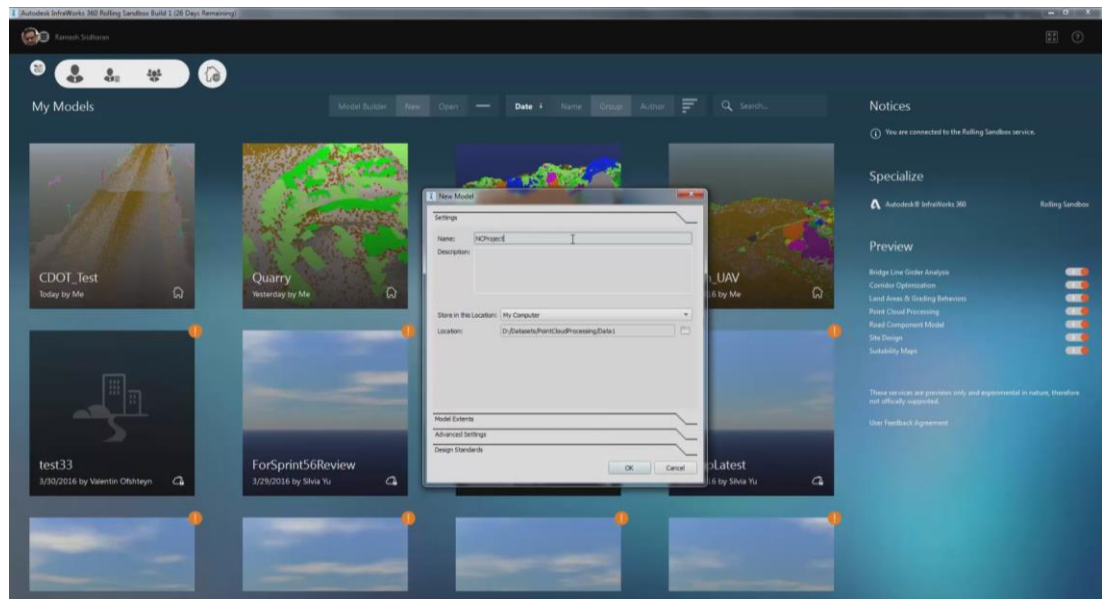 Autodesk InfraWorks 360 Rolling Sandbox Build 1 (26 Days Remaining)
Ramesh Sridharan
My Models
Model Builder New Open Date Name Group Author Search...
Notices
You are connected to the Rolling Sandbox service.
Specialize
Autodesk® InfraWorks 360 Rolling Sandbox
Preview
Bridge Line Girder Analysis
Corridor Optimization
Land Areas & Grading Behaviors
Point Cloud Processing
Road Component Model
Site Design
Suitability Maps
These services are previews only and experimental in nature, therefore
not officially supported.
User Feedback Agreement
CDOT_Test
Today by Me
Quarry
Yesterday by Me
_UAV
by Me
New Model
Settings
Name: NCProject
Description:
Store in this Location: My Computer
Location: D:/Datasets/PointCloudProcessing/Data1
Model Extents
Advanced Settings
Design Standards
OK Cancel
test33
3/30/2016 by Valentin Ofshteyn
ForSprint56Review
3/29/2016 by Silvia Yu
pLatest
by Silvia Yu